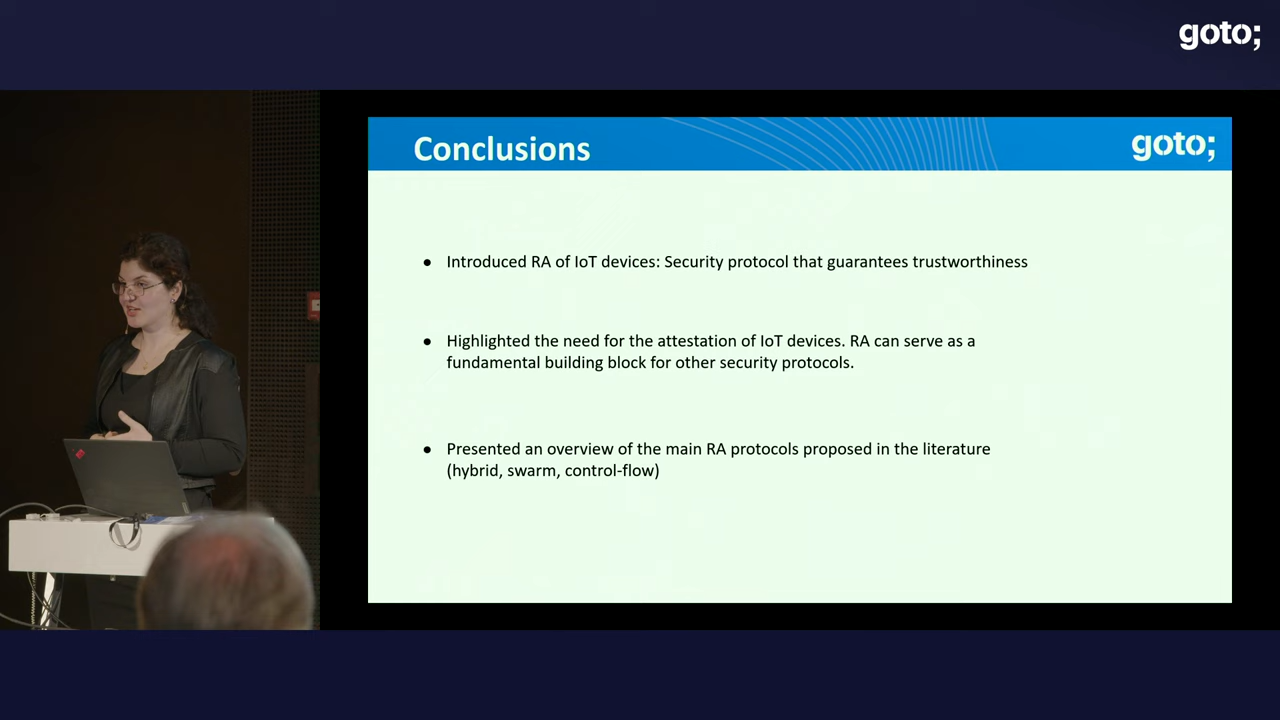 goto;
Conclusions
goto;
● Introduced RA of IoT devices: Security protocol that guarantees trustworthiness
● Highlighted the need for the attestation of IoT devices. RA can serve as a
fundamental building block for other security protocols.
● Presented an overview of the main RA protocols proposed in the literature
(hybrid, swarm, control-flow)